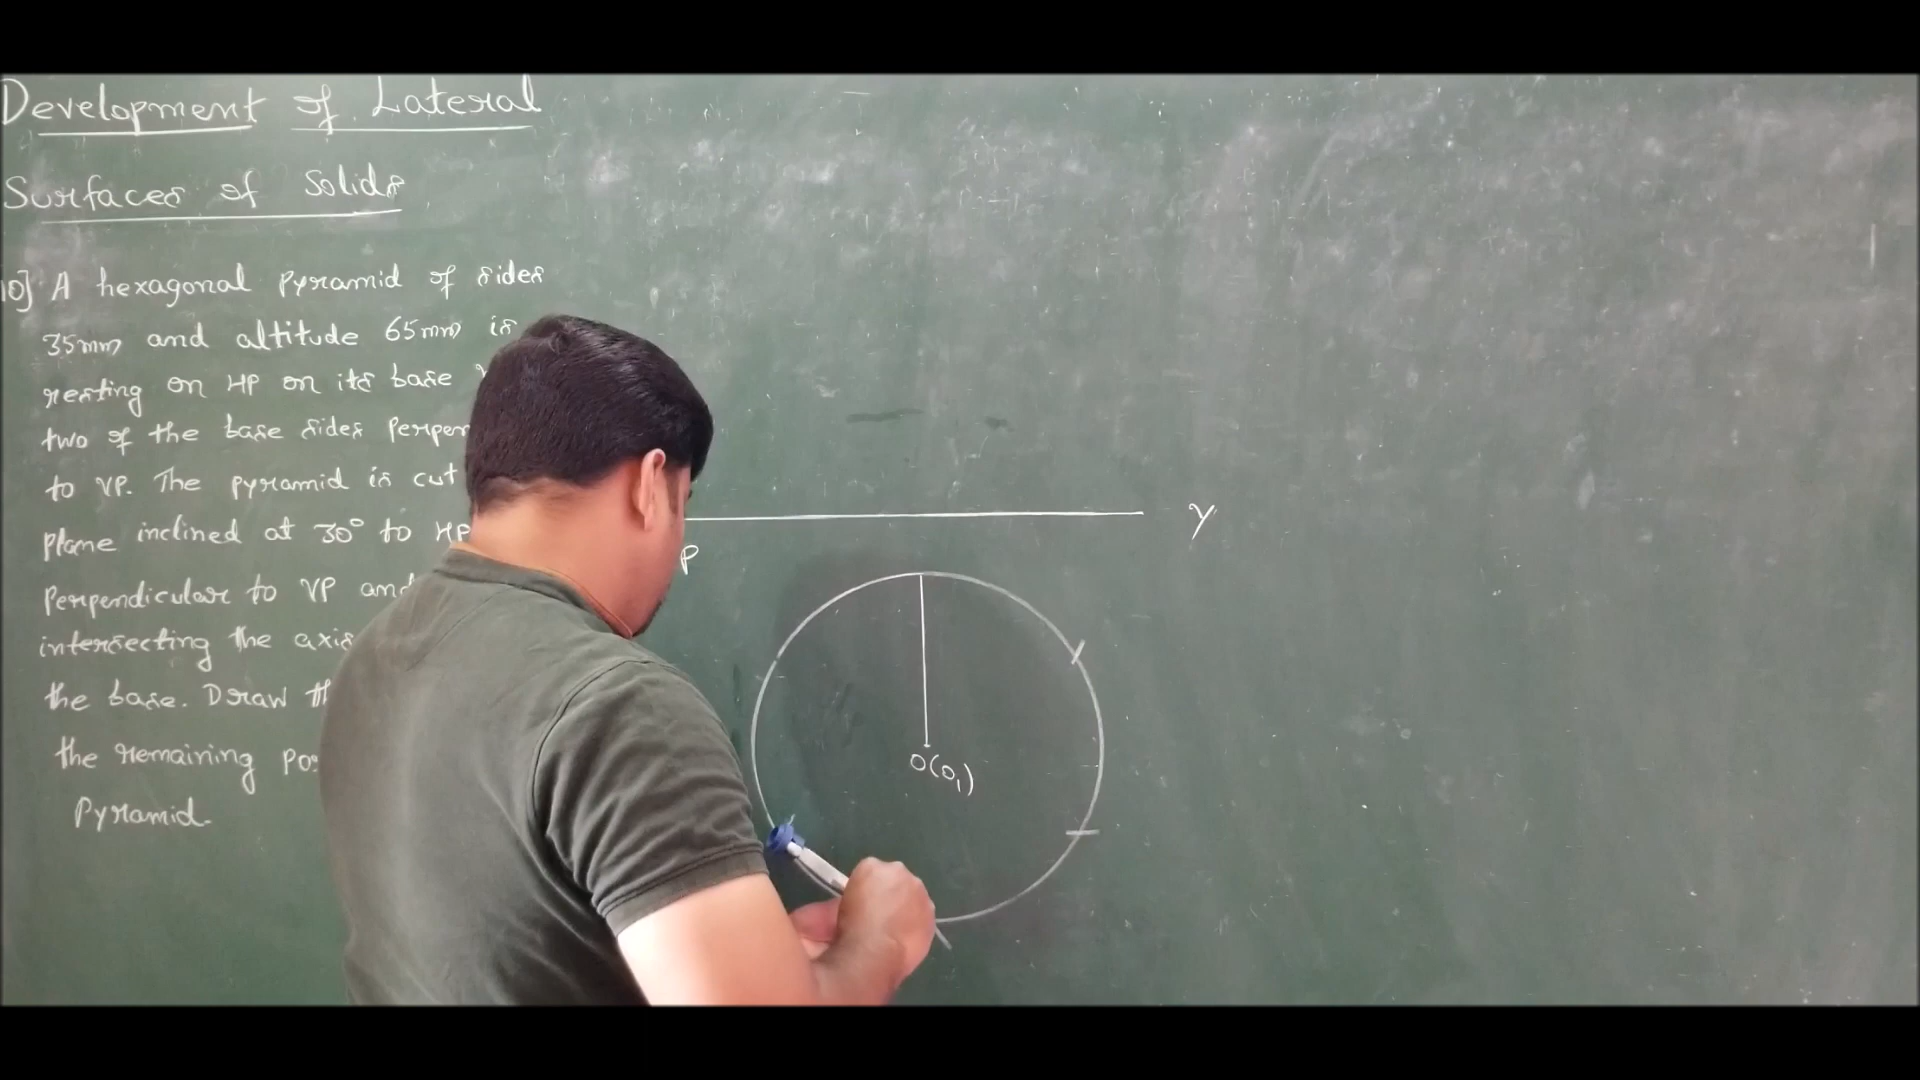 Development of Lateral
Surfaces of Solids
10] A hexagonal pyramid of sides
35mm and altitude 65mm is
resting on HP on its base
two of the base sides perpen
to VP. The pyramid is cut
plane inclined at 30° to HP
perpendicular to VP and
intersecting the axis
the base. Draw th
the remaining po
Pyramid.
Y
P
O(O₁)